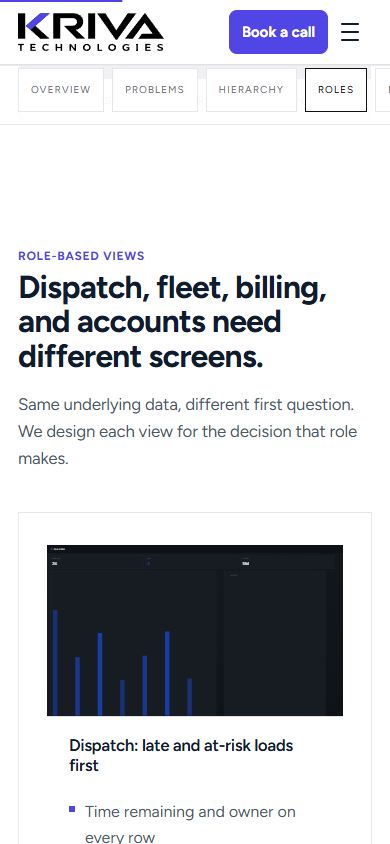 KRIVA
TECHNOLOGIES
Book a call
OVERVIEW
PROBLEMS
HIERARCHY
ROLES
ROLE-BASED VIEWS
Dispatch, fleet, billing,
and accounts need
different screens.
Same underlying data, different first question.
We design each view for the decision that role
makes.
Dispatch: late and at-risk loads
first
Time remaining and owner on
every row